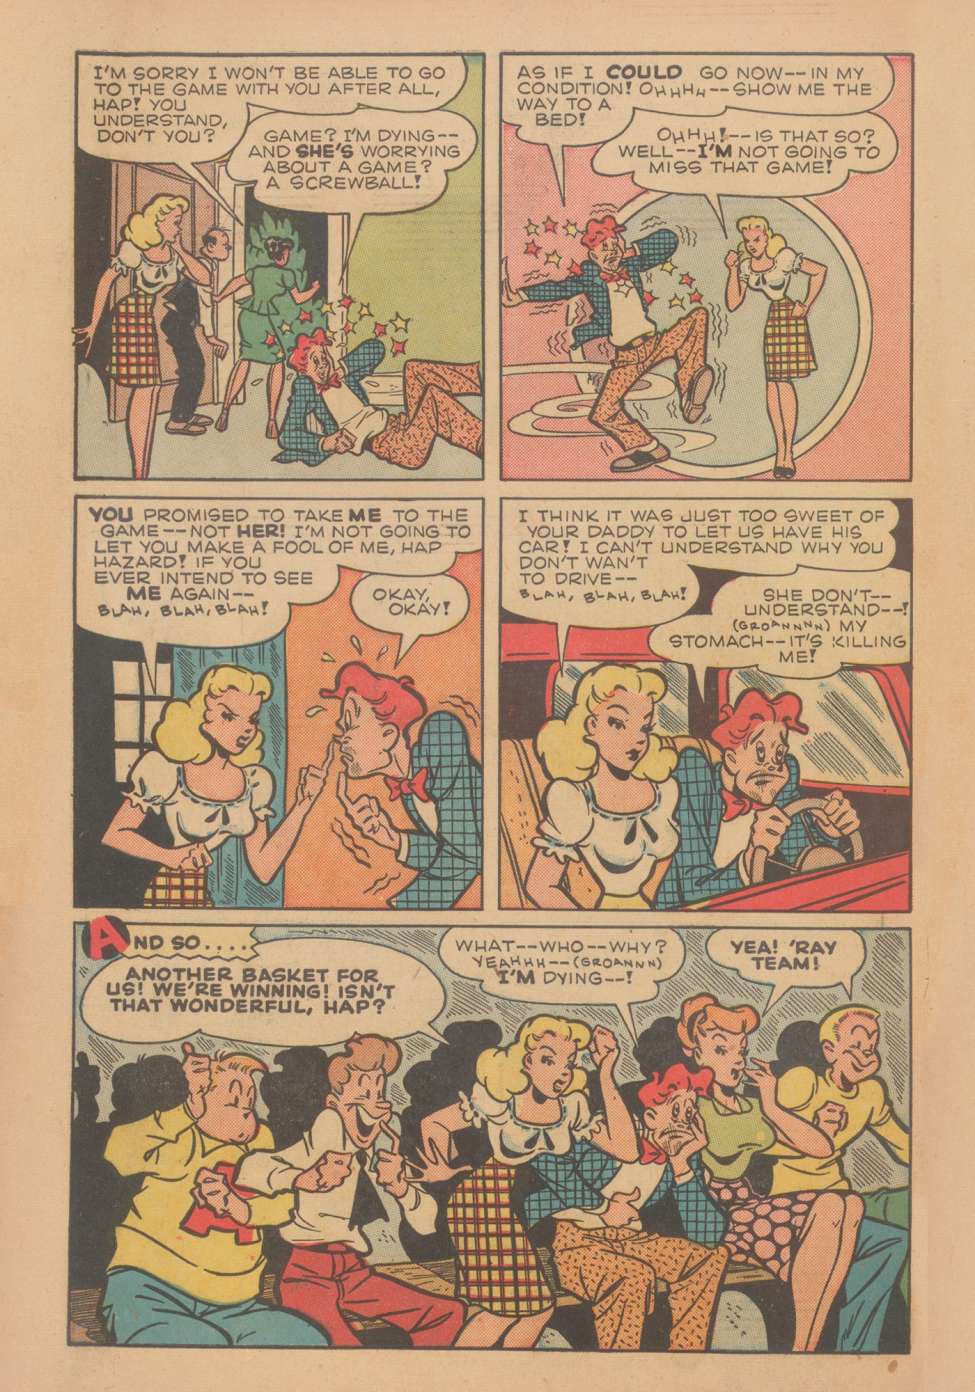 I'M SORRY I WON'T BE ABLE TO GO
TO THE GAME WITH YOU AFTER ALL,
HAP! YOU
UNDERSTAND,
DON'T YOU?
GAME? I'M DYING--
AND SHE'S WORRYING
ABOUT A GAME?
A SCREWBALL!
AS IF I COULD GO NOW--IN MY
CONDITION! OHHHH--SHOW ME THE
WAY TO A
BED!
OHHH!--IS THAT SO?
WELL--I'M NOT GOING TO
MISS THAT GAME!
YOU PROMISED TO TAKE ME TO THE
GAME--NOT HER! I'M NOT GOING TO
LET YOU MAKE A FOOL OF ME, HAP
HAZARD! IF YOU
EVER INTEND TO SEE
ME AGAIN--
BLAH, BLAH, BLAH!
OKAY,
OKAY!
I THINK IT WAS JUST TOO SWEET OF
YOUR DADDY TO LET US HAVE HIS
CAR! I CAN'T UNDERSTAND WHY YOU
DON'T WAN'T
TO DRIVE--
BLAH, BLAH, BLAH!
SHE DON'T--
UNDERSTAND--!
(GROANNNN) MY
STOMACH--IT'S KILLING
ME!
AND SO....
ANOTHER BASKET FOR
US! WE'RE WINNING! ISN'T
THAT WONDERFUL, HAP?
WHAT--WHO--WHY?
YEAHHH--(GROANNN)
I'M DYING--!
YEA! 'RAY
TEAM!